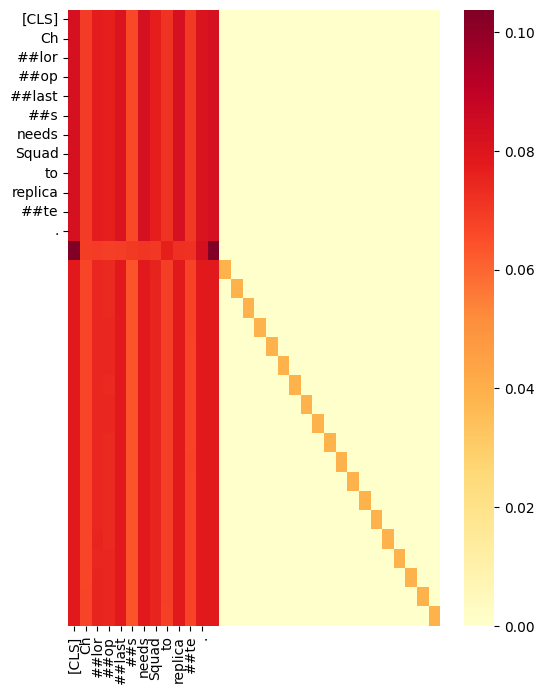 [CLS]
Ch
##lor
##op
##last
##s
needs
Squad
to
replica
##te
.
0.10
0.08
0.06
0.04
0.02
0.00
[CLS]
Ch
##lor
##op
##last
##s
needs
Squad
to
replica
##te
.